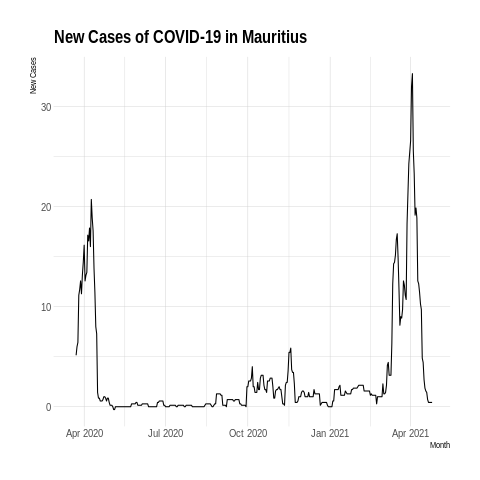 New Cases of COVID-19 in Mauritius
New Cases
30
20
10
0
Apr 2020 Jul 2020 Oct 2020 Jan 2021 Apr 2021
Month